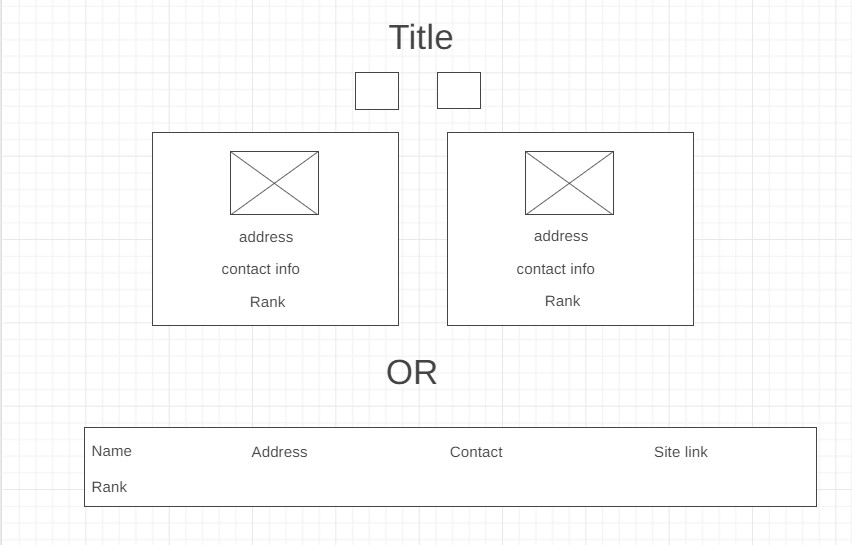 Title
address
contact info
Rank
address
contact info
Rank
OR
Name Address Contact Site link
Rank